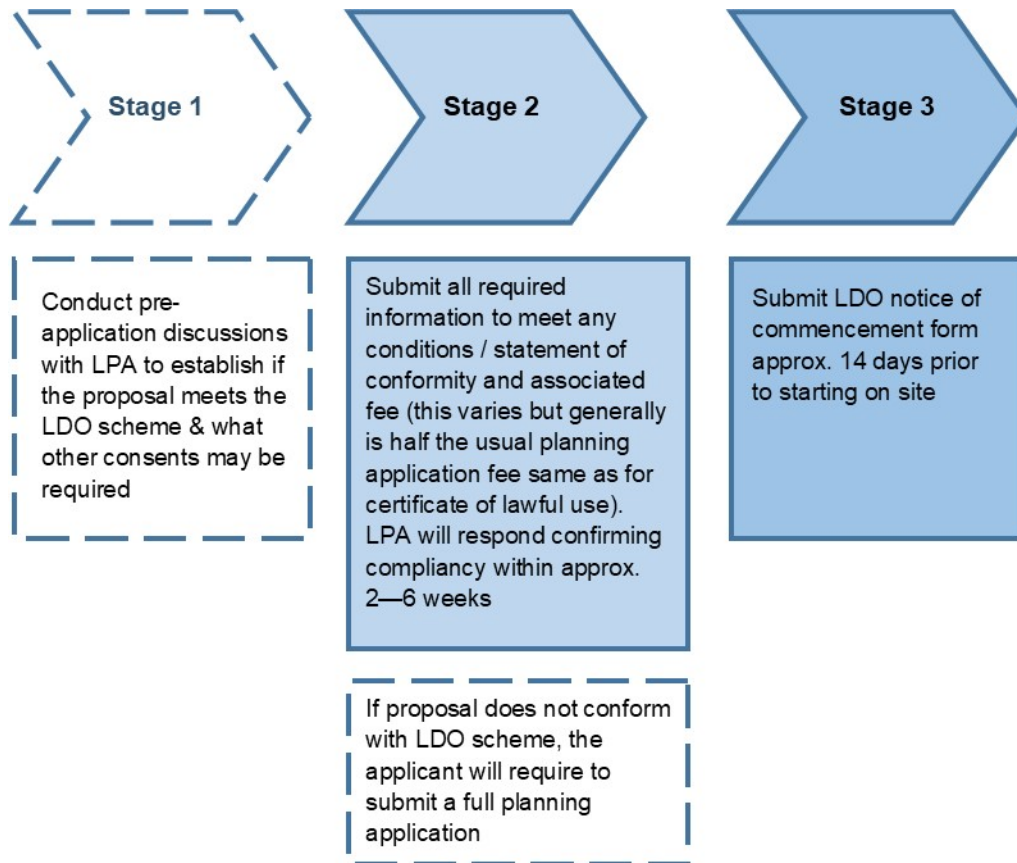 Stage 1
Stage 2
Stage 3
Conduct pre-
application discussions
with LPA to establish if
the proposal meets the
LDO scheme & what
other consents may be
required
Submit all required
information to meet any
conditions / statement of
conformity and associated
fee (this varies but generally
is half the usual planning
application fee same as for
certificate of lawful use).
LPA will respond confirming
compliancy within approx.
2—6 weeks
Submit LDO notice of
commencement form
approx. 14 days prior
to starting on site
If proposal does not conform
with LDO scheme, the
applicant will require to
submit a full planning
application